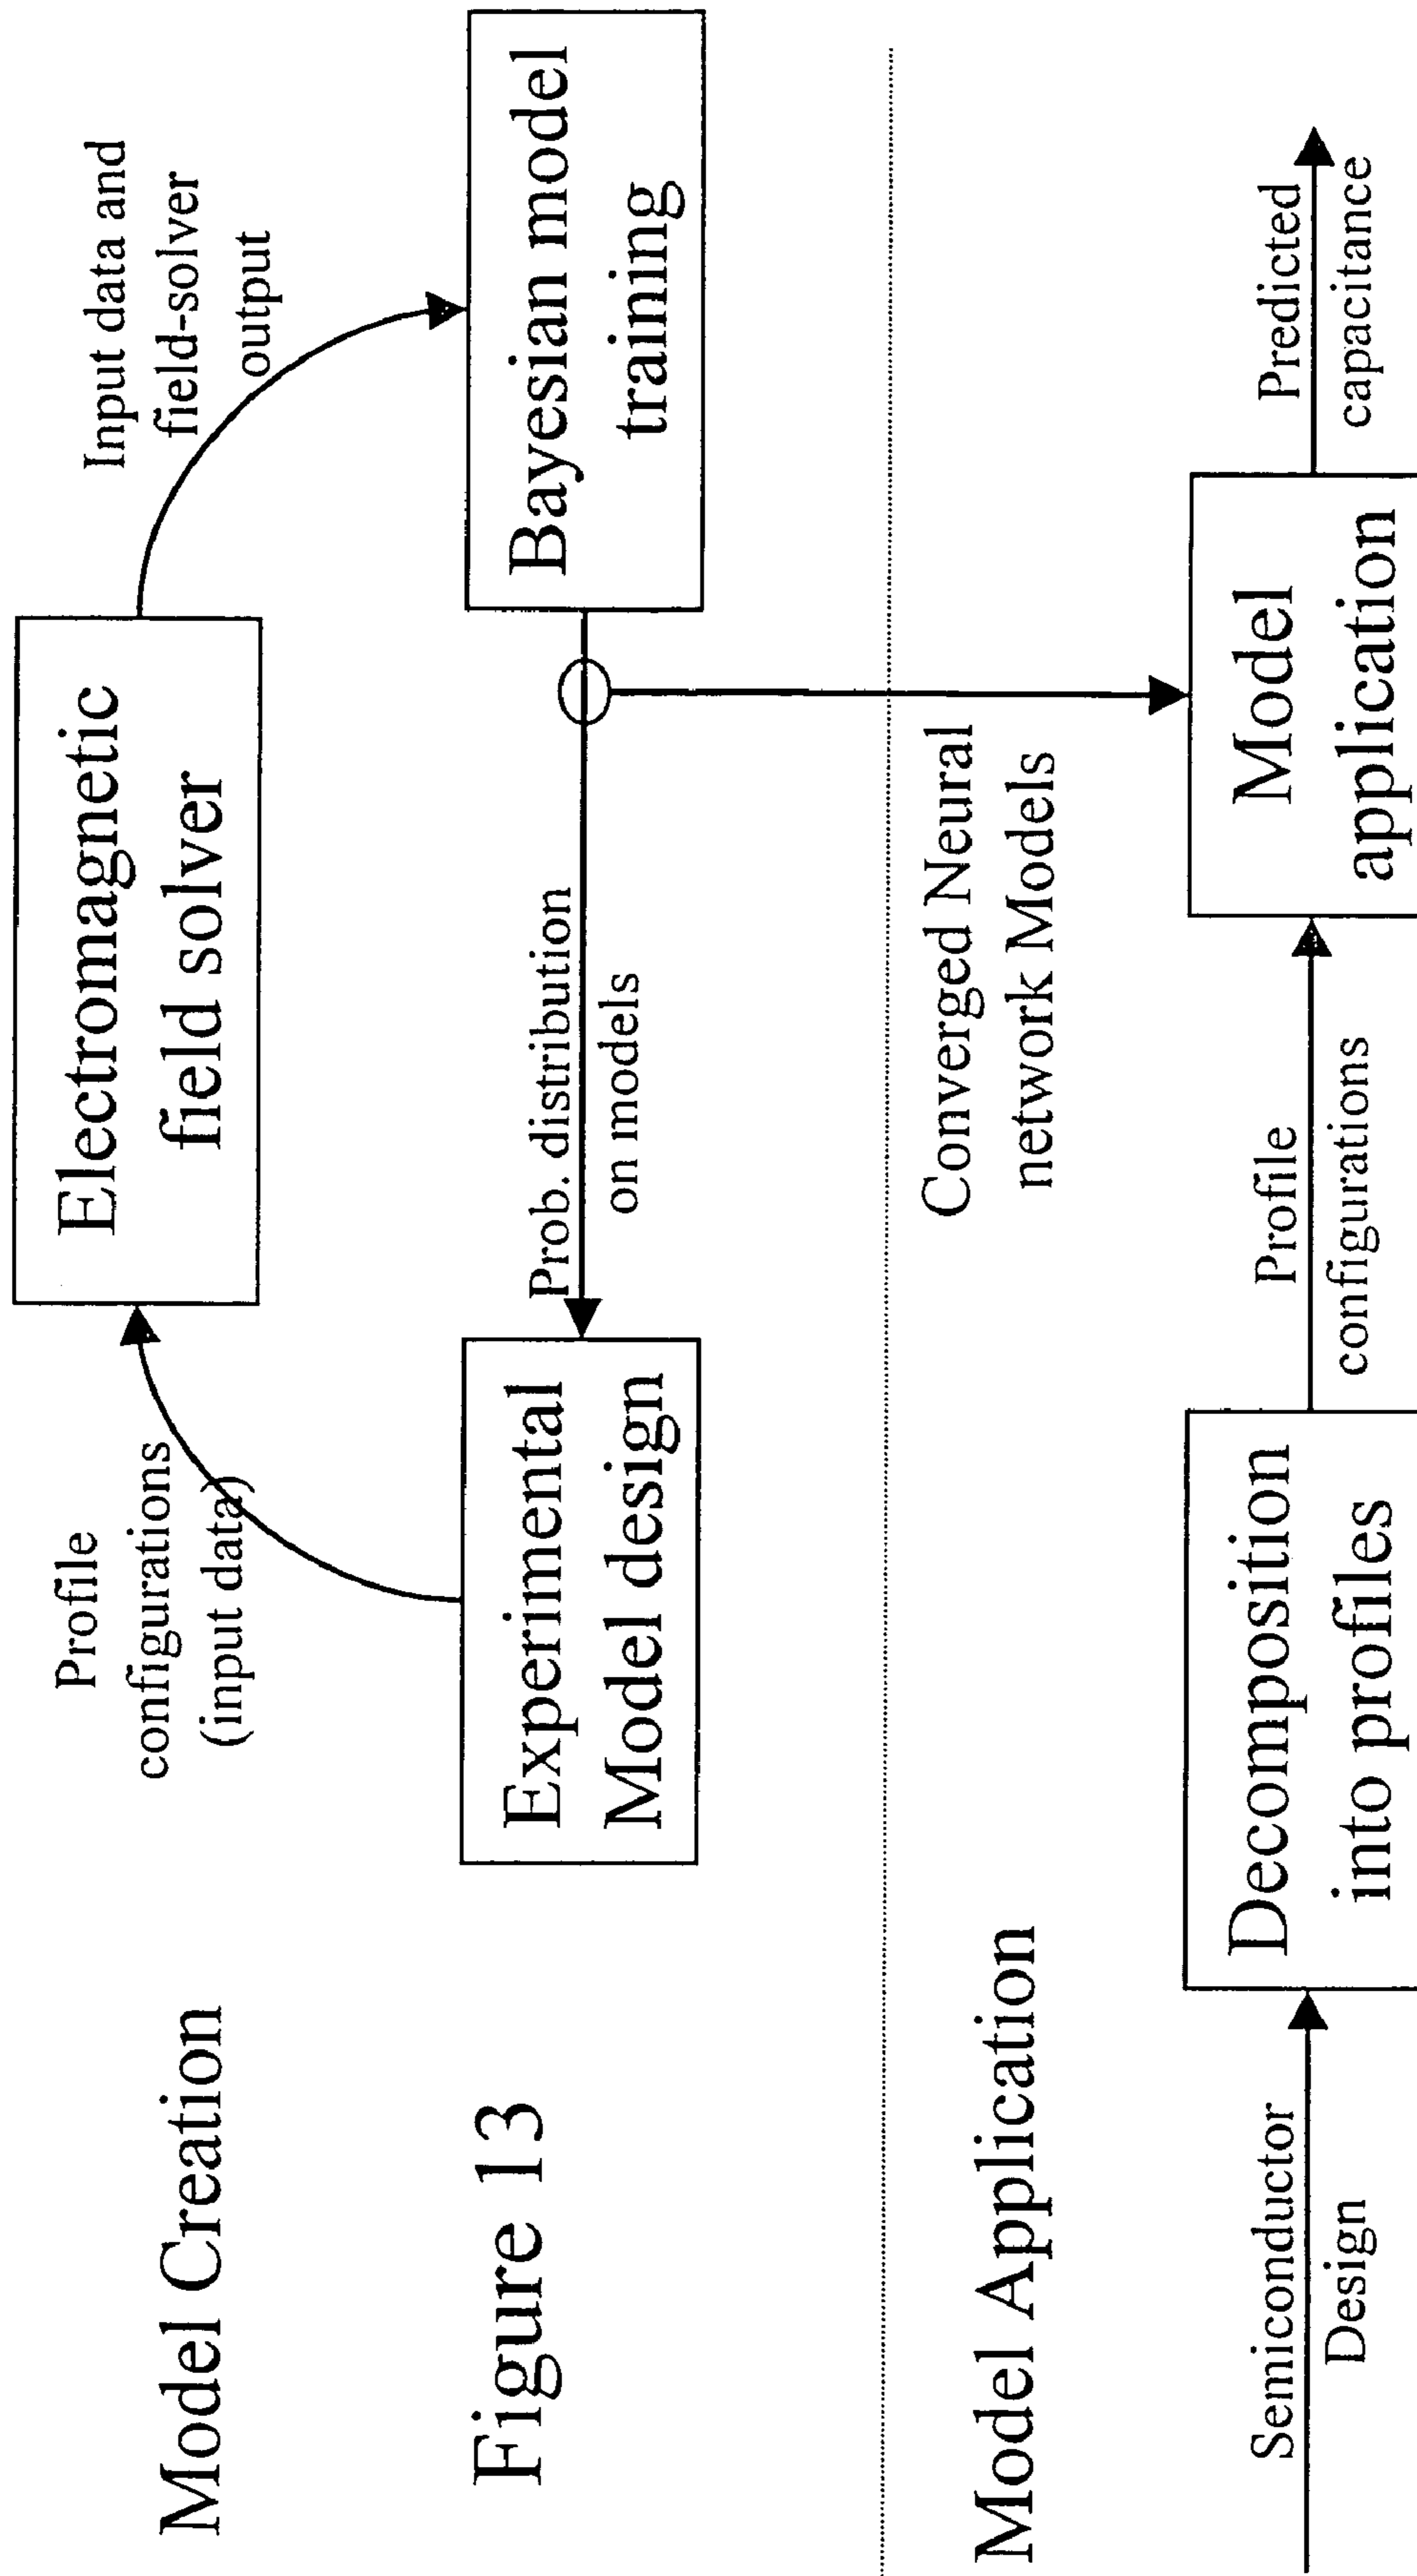 Model Creation
Profile
configurations
(input data)
Electromagnetic
field solver
Input data and
field-solver
output
Figure 13
Experimental
Model design
Prob. distribution
on models
Bayesian model
training
Model Application
Converged Neural
network Models
Semiconductor
Design
Decomposition
into profiles
Profile
configurations
Model
application
Predicted
capacitance